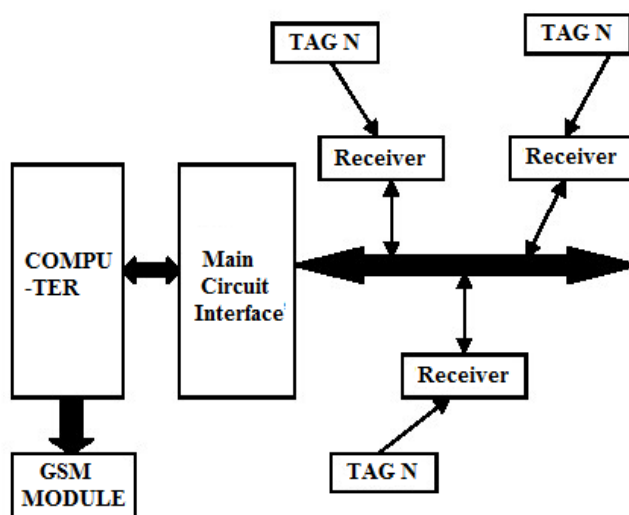 TAG N
TAG N
Receiver
Receiver
COMPU
-TER
Main
Circuit
Interface
Receiver
GSM
MODULE
TAG N